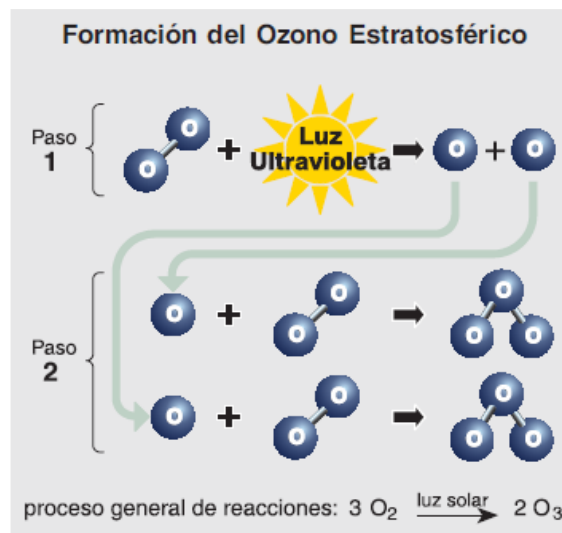 Formación del Ozono Estratosférico
Paso
1
O
O
+
Luz
Ultravioleta
O
+
O
Paso
2
O
+
O
O
O
O
O
O
+
O
O
O
O
O
proceso general de reacciones: 3 O₂ luz solar 2 O₃